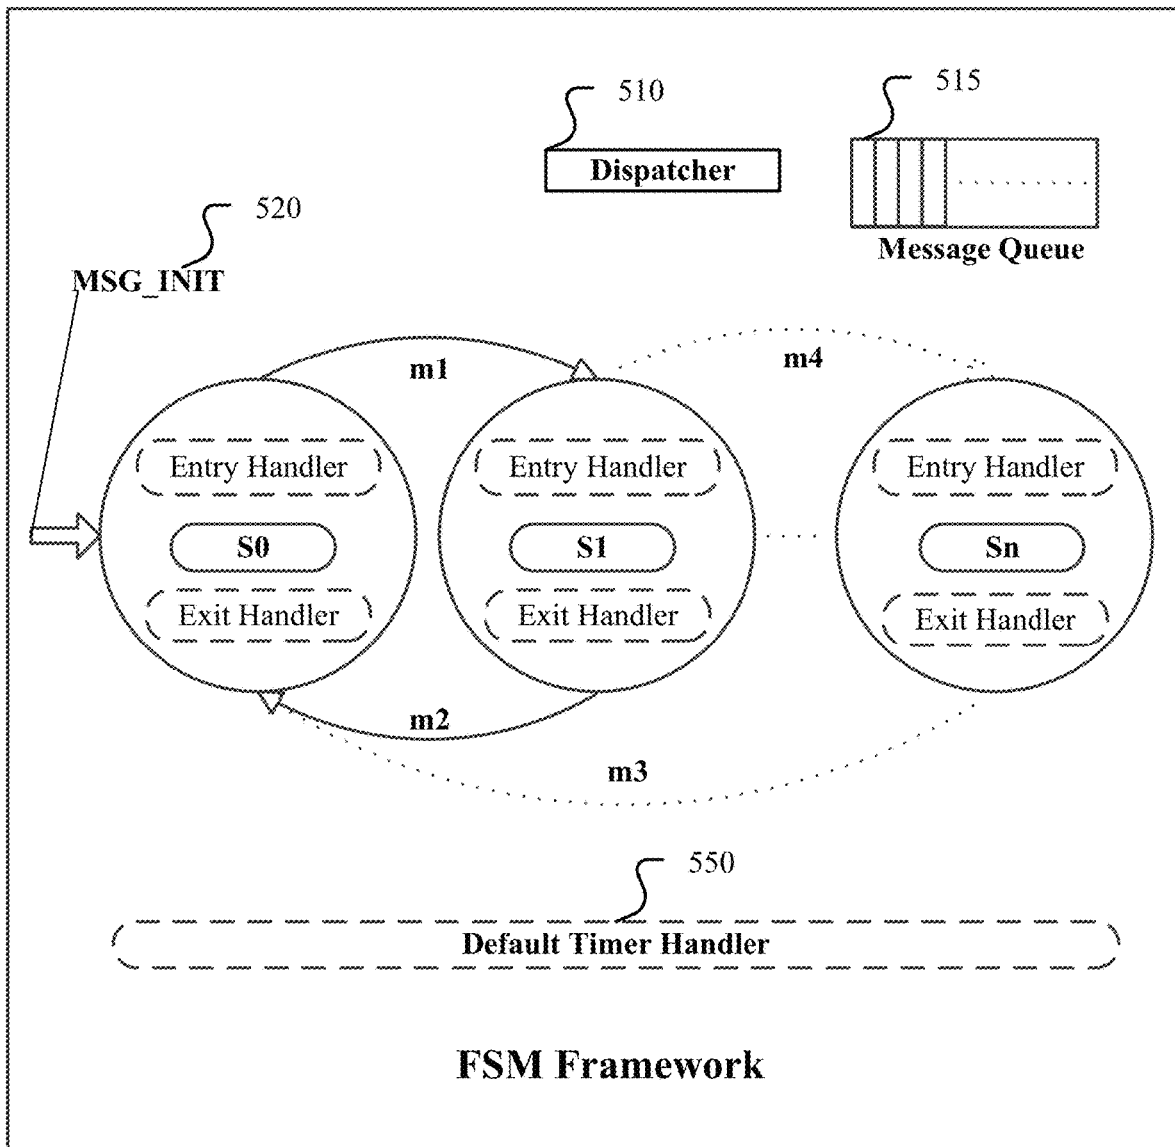 510
515
Dispatcher
520
Message Queue
MSG_INIT
m1
m4
Entry Handler
Entry Handler
Entry Handler
S0
S1
Sn
Exit Handler
Exit Handler
Exit Handler
m2
m3
550
Default Timer Handler
FSM Framework